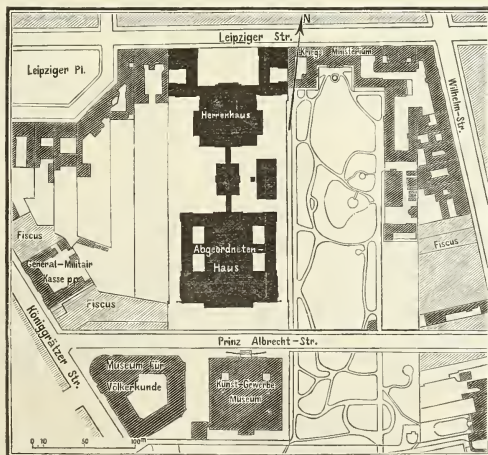 N
Leipziger Str.
Leipziger Pl.
Kriegs Ministerium
Wilhelm-Str.
Herrenhaus
Abgeordneten-
Haus
Fiscus
General-Militair
Kasse pp.
Fiscus
Fiscus
Königgrätzer Str.
Prinz Albrecht-Str.
Museum für
Völkerkunde
Kunst-Gewerbe
Museum
0 10 50 100m